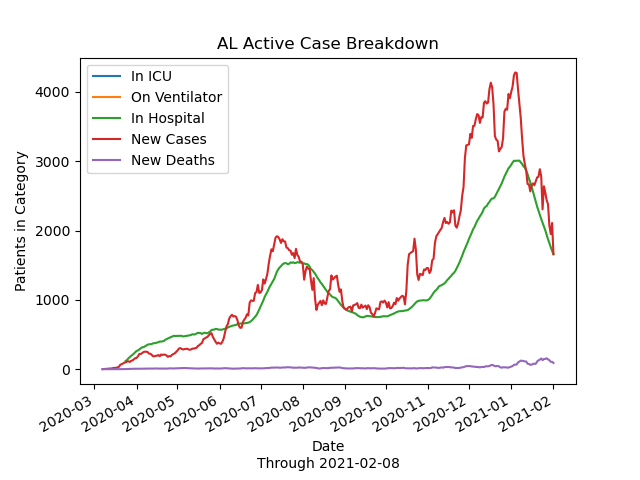 AL Active Case Breakdown
In ICU
On Ventilator
In Hospital
New Cases
New Deaths
Patients in Category
4000
3000
2000
1000
0
2020-03
2020-04
2020-05
2020-06
2020-07
2020-08
2020-09
2020-10
2020-11
2020-12
2021-01
2021-02
Date
Through 2021-02-08